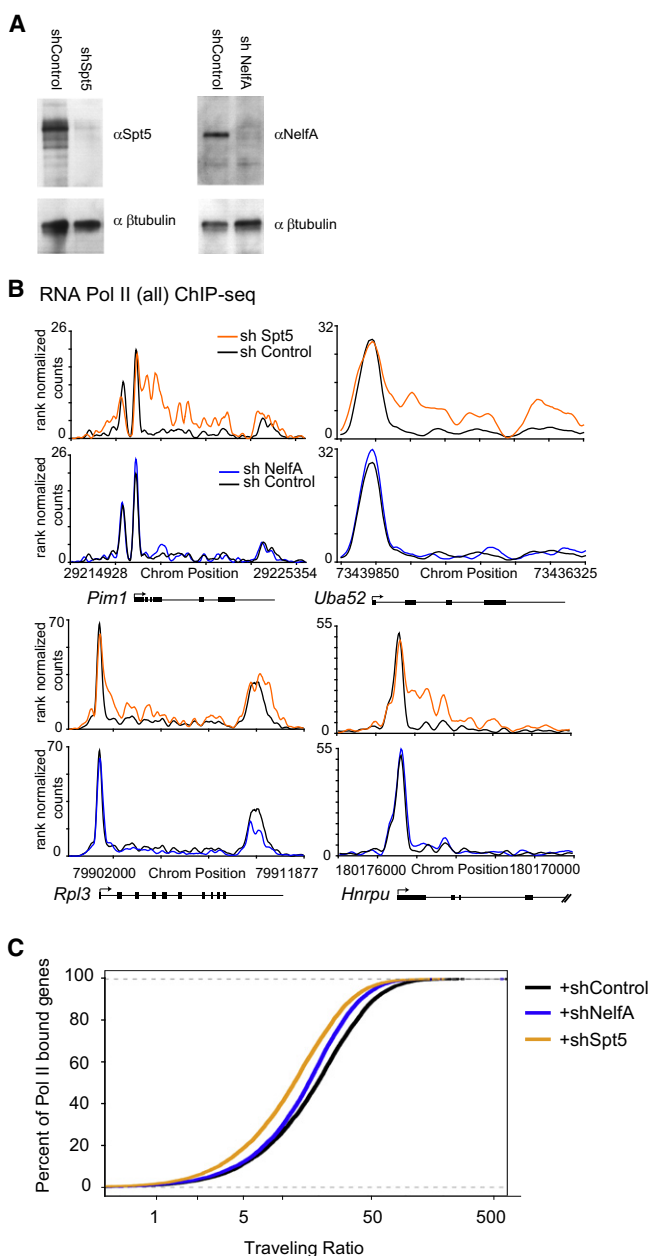 A
shControl
shSpt5
αSpt5
α βtubulin
shControl
sh NelfA
αNelfA
α βtubulin
B RNA Pol II (all) ChIP-seq
rank normalized
counts
26
0
sh Spt5
sh Control
32
0
rank normalized
counts
26
0
sh NelfA
sh Control
32
0
29214928 Chrom Position 29225354
73439850 Chrom Position 73436325
Pim1
Uba52
rank normalized
counts
70
0
55
0
rank normalized
counts
70
0
55
0
79902000 Chrom Position 79911877
180176000 Chrom Position 180170000
Rpl3
Hnrpu
C
Percent of Pol II bound genes
100
80
60
40
20
0
1 5 50 500
Traveling Ratio
+shControl
+shNelfA
+shSpt5